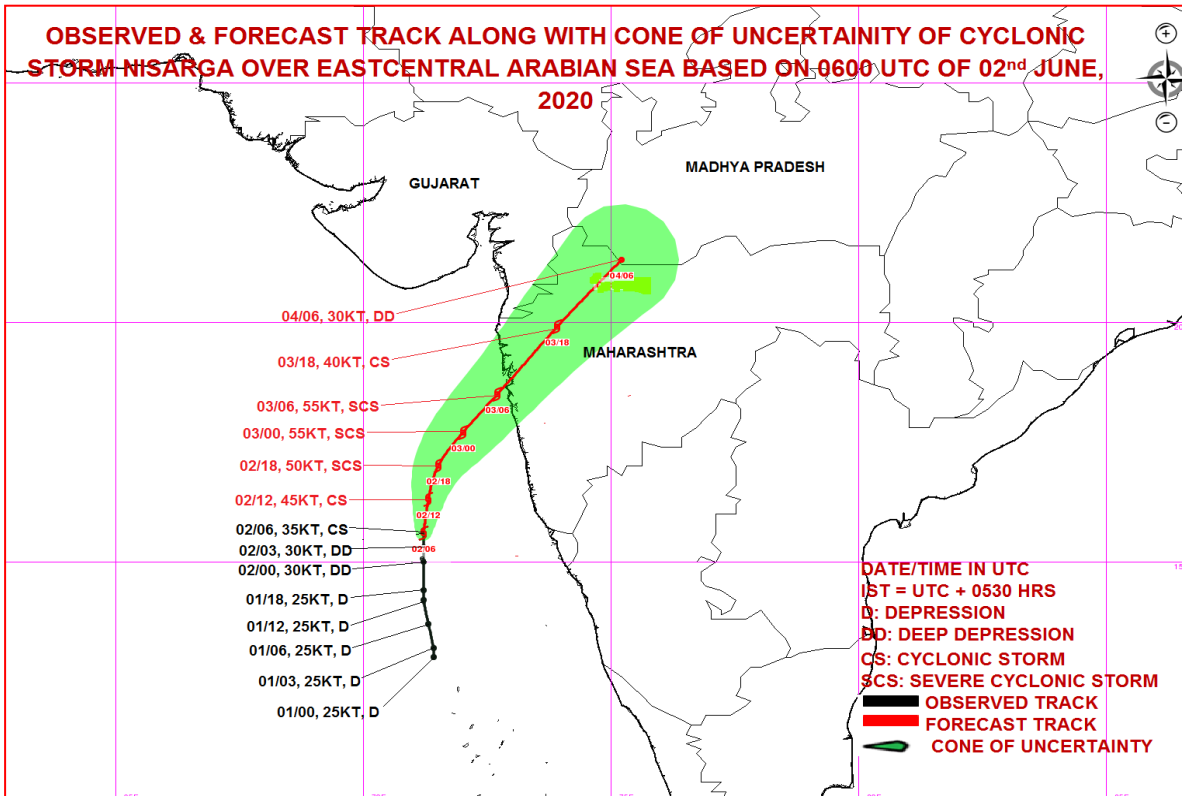 OBSERVED & FORECAST TRACK ALONG WITH CONE OF UNCERTAINITY OF CYCLONIC
STORM NISARGA OVER EASTCENTRAL ARABIAN SEA BASED ON 0600 UTC OF 02nd JUNE,
2020
MADHYA PRADESH
GUJARAT
04/06
04/06, 30KT, DD
20
03/18
MAHARASHTRA
03/18, 40KT, CS
03/06, 55KT, SCS
03/06
03/00, 55KT, SCS
03/00
02/18, 50KT, SCS
02/18
02/12, 45KT, CS
02/12
02/06, 35KT, CS
02/06
02/03, 30KT, DD
02/00, 30KT, DD
15
01/18, 25KT, D
01/12, 25KT, D
01/06, 25KT, D
01/03, 25KT, D
01/00, 25KT, D
DATE/TIME IN UTC
IST = UTC + 0530 HRS
D: DEPRESSION
DD: DEEP DEPRESSION
CS: CYCLONIC STORM
SCS: SEVERE CYCLONIC STORM
OBSERVED TRACK
FORECAST TRACK
CONE OF UNCERTAINTY